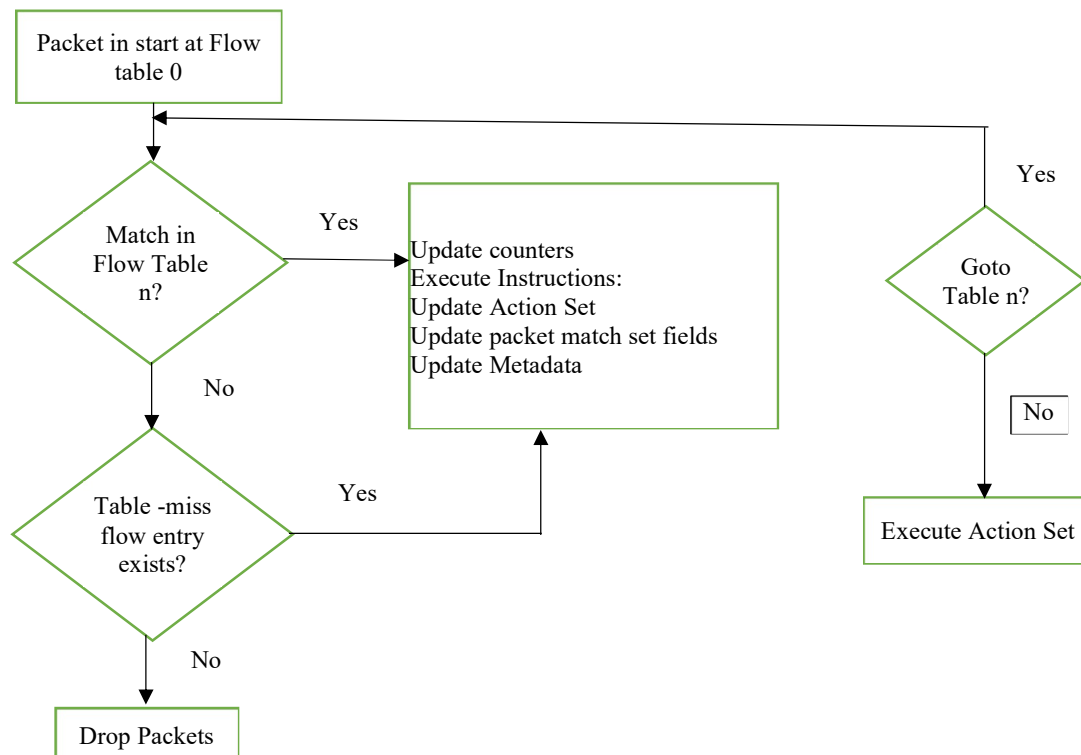 Packet in start at Flow
table 0
Yes
Match in
Flow Table
n?
Yes
Update counters
Execute Instructions:
Update Action Set
Update packet match set fields
Update Metadata
Goto
Table n?
No
No
Table -miss
flow entry
exists?
Yes
Execute Action Set
No
Drop Packets